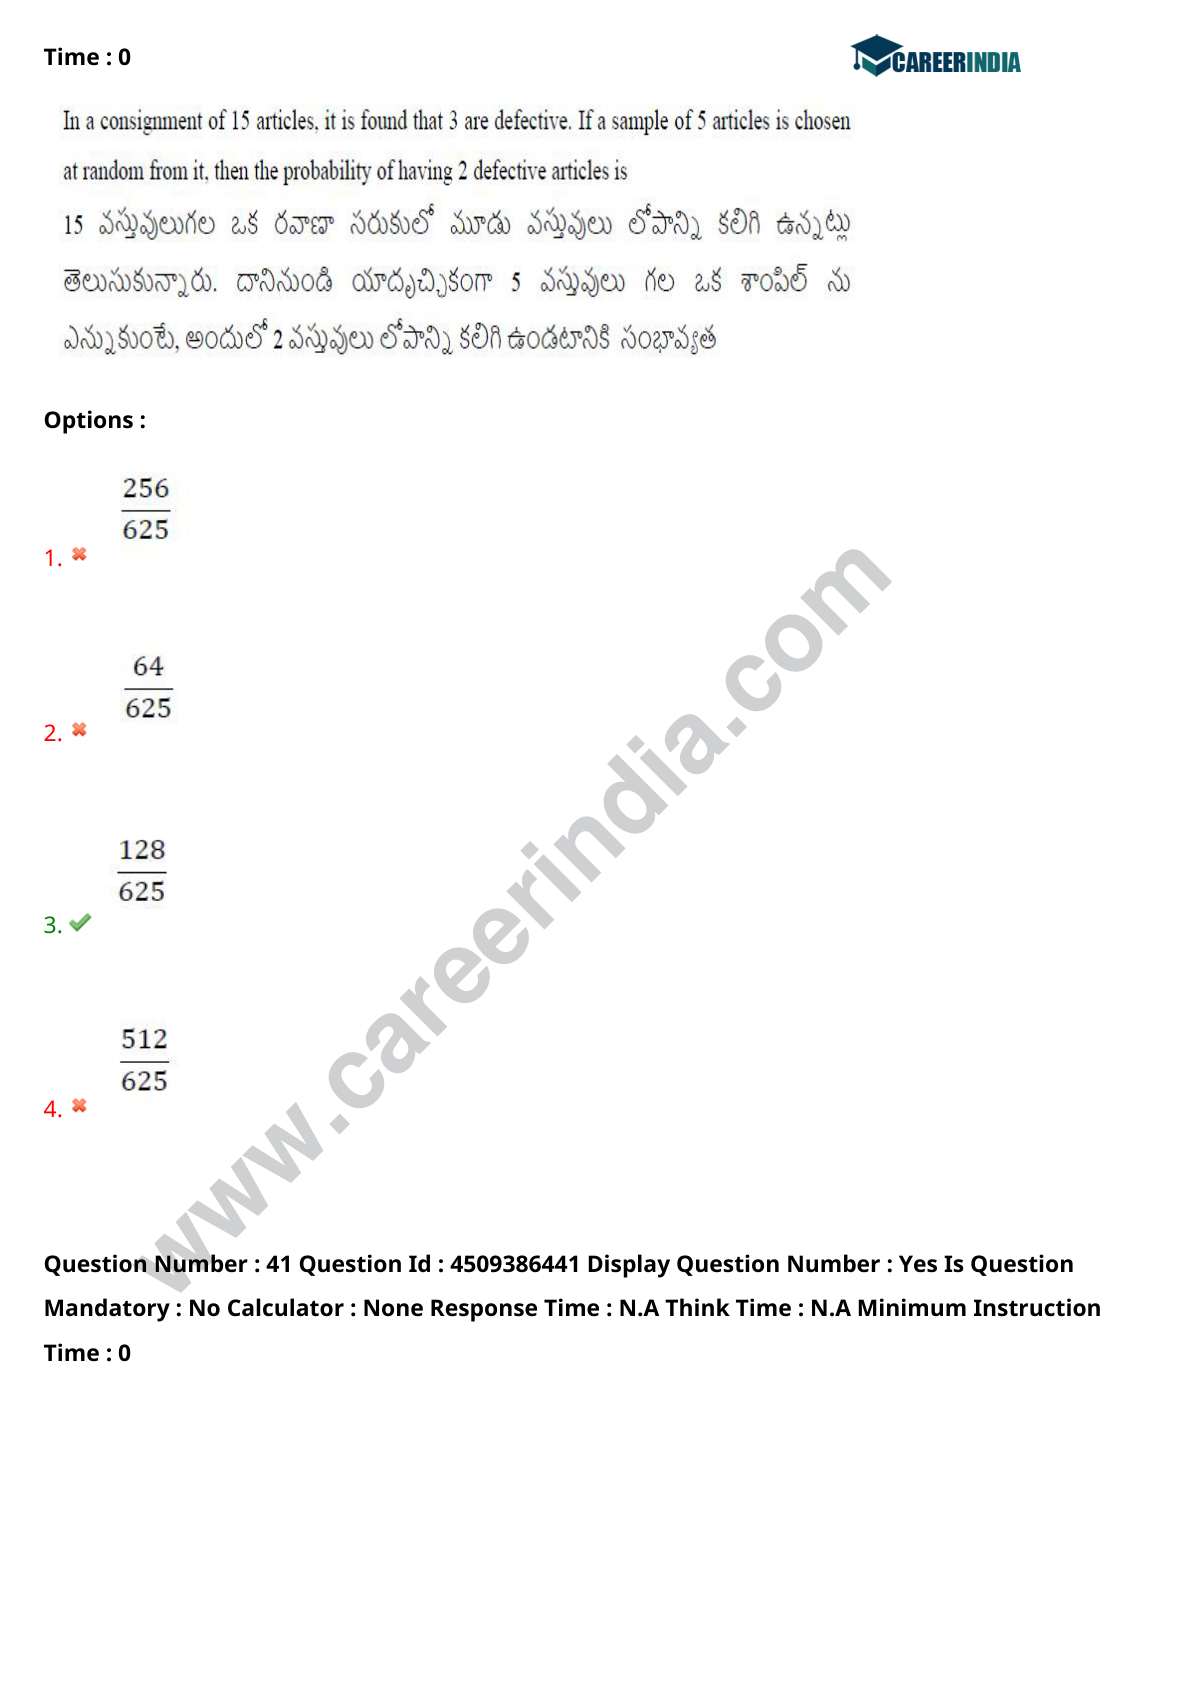 Time : 0
CAREERINDIA
In a consignment of 15 articles, it is found that 3 are defective. If a sample of 5 articles is chosen
at random from it, then the probability of having 2 defective articles is
15 వస్తువులుగల ఒక రవాణా సరుకులో మూడు వస్తువులు లోపాన్ని కలిగి ఉన్నట్లు
తెలుసుకున్నారు. దానినుండి యాదృచ్ఛికంగా 5 వస్తువులు గల ఒక శాంపిల్ ను
ఎన్నుకుంటే, అందులో 2 వస్తువులు లోపాన్ని కలిగి ఉండటానికి సంభావ్యత
Options :
256
625
1.
64
625
2.
128
625
3.
512
625
4.
www.careerindia.com
Question Number : 41 Question Id : 4509386441 Display Question Number : Yes Is Question
Mandatory : No Calculator : None Response Time : N.A Think Time : N.A Minimum Instruction
Time : 0